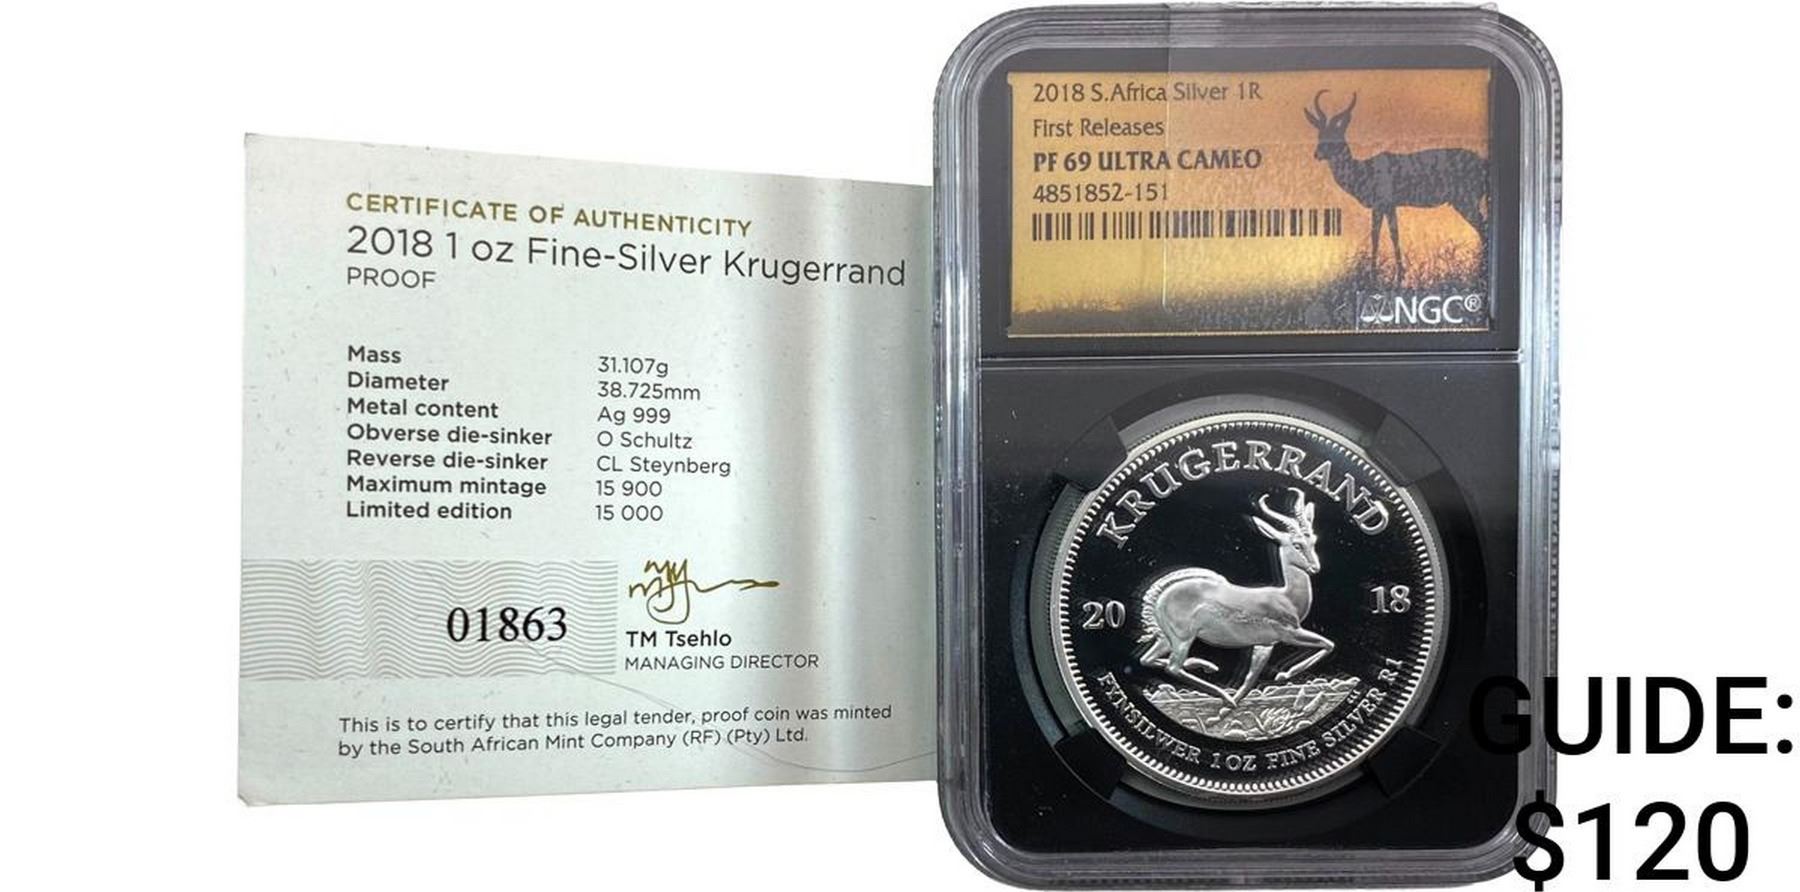 CERTIFICATE OF AUTHENTICITY
2018 1 oz Fine-Silver Krugerrand
PROOF
Mass 31.107g
Diameter 38.725mm
Metal content Ag 999
Obverse die-sinker O Schultz
Reverse die-sinker CL Steynberg
Maximum mintage 15 900
Limited edition 15 000
01863
TM Tsehlo
MANAGING DIRECTOR
This is to certify that this legal tender, proof coin was minted
by the South African Mint Company (RF) (Pty) Ltd.
2018 S.Africa Silver 1R
First Releases
PF 69 ULTRA CAMEO
4851852-151
NGC®
KRUGERRAND
20 18
FYNSILWER 1 OZ FINE SILVER R1
GUIDE:
$120